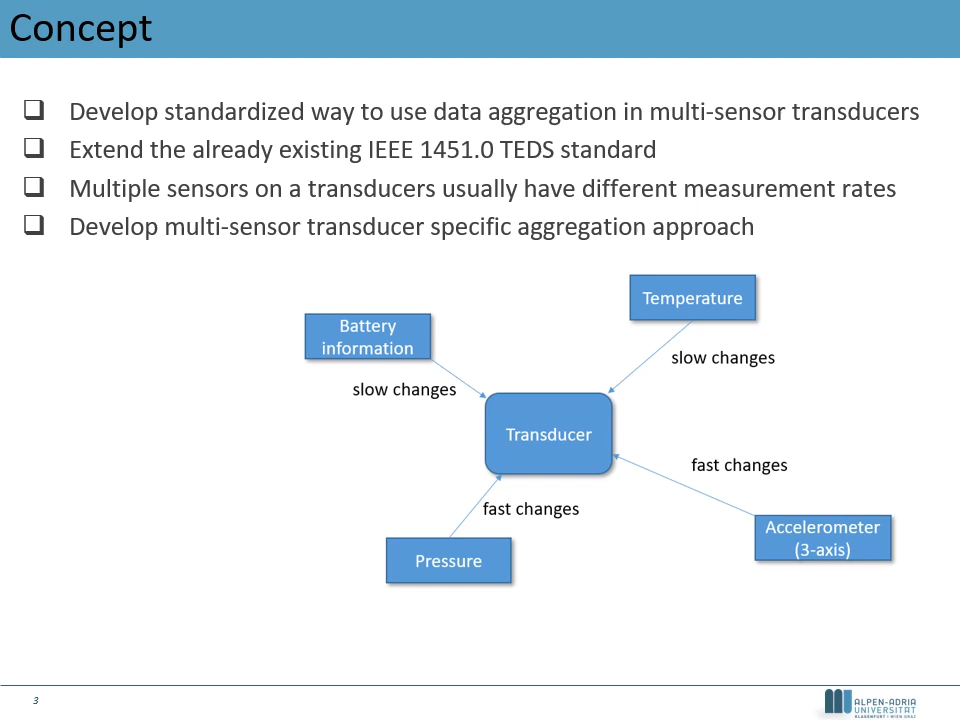 Concept
Develop standardized way to use data aggregation in multi-sensor transducers
Extend the already existing IEEE 1451.0 TEDS standard
Multiple sensors on a transducers usually have different measurement rates
Develop multi-sensor transducer specific aggregation approach
Temperature
Battery
information
slow changes
slow changes
Transducer
fast changes
fast changes
Accelerometer
(3-axis)
Pressure
3
ALPEN-ADRIA
UNIVERSITÄT
KLAGENFURT I WIEN GRAZ